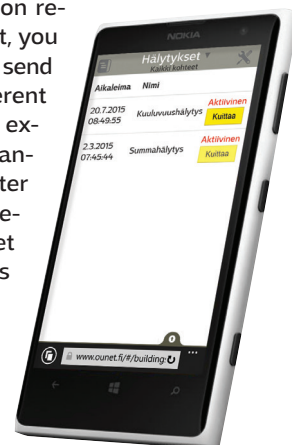 on re-
t, you
send
erent
ex-
an-
ter
e-
et
s
NOKIA
Hälytykset
Kaikki kohteet
Aikaleima Nimi
20.7.2015
08:49:55
Kuuluvuushälytys
Aktiivinen
Kuittaa
2.3.2015
07:45:44
Summahälytys
Aktiivinen
Kuittaa
0
www.ounet.fi/#/building: